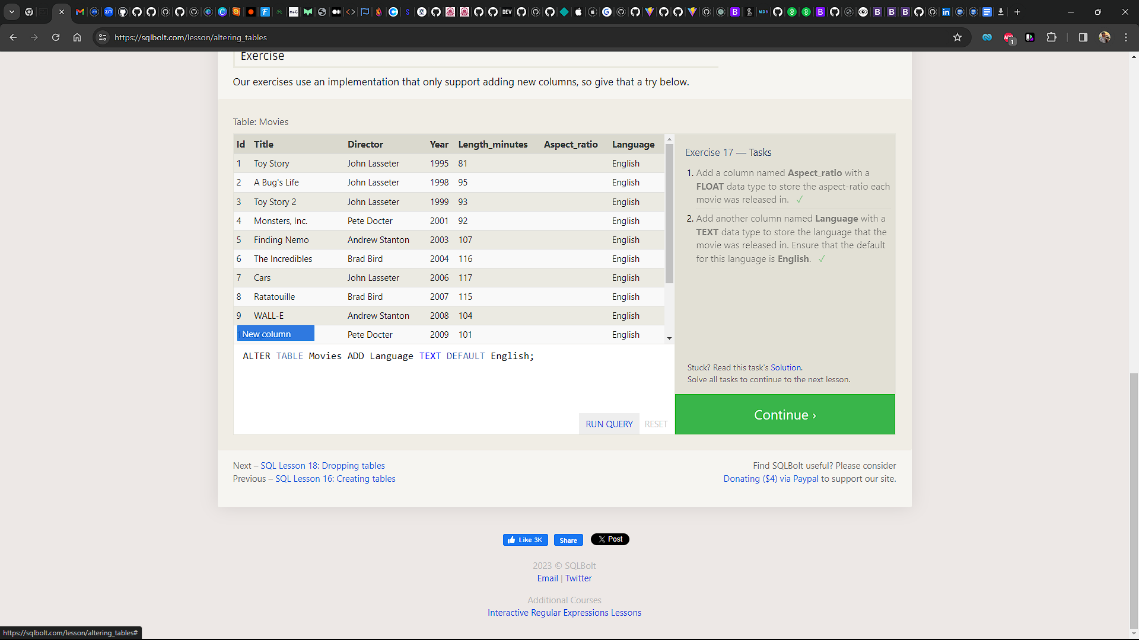 https://sqlbolt.com/lesson/altering_tables
Exercise
Our exercises use an implementation that only support adding new columns, so give that a try below.
Table: Movies
Id Title Director Year Length_minutes Aspect_ratio Language
1 Toy Story John Lasseter 1995 81 English
2 A Bug's Life John Lasseter 1998 95 English
3 Toy Story 2 John Lasseter 1999 93 English
4 Monsters, Inc. Pete Docter 2001 92 English
5 Finding Nemo Andrew Stanton 2003 107 English
6 The Incredibles Brad Bird 2004 116 English
7 Cars John Lasseter 2006 117 English
8 Ratatouille Brad Bird 2007 115 English
9 WALL-E Andrew Stanton 2008 104 English
New column Pete Docter 2009 101 English
ALTER TABLE Movies ADD Language TEXT DEFAULT English;
RUN QUERY RESET
Exercise 17 — Tasks
1. Add a column named Aspect_ratio with a
FLOAT data type to store the aspect-ratio each
movie was released in. ✓
2. Add another column named Language with a
TEXT data type to store the language that the
movie was released in. Ensure that the default
for this language is English. ✓
Stuck? Read this task's Solution.
Solve all tasks to continue to the next lesson.
Continue ›
Next – SQL Lesson 18: Dropping tables
Previous – SQL Lesson 16: Creating tables
Find SQLBolt useful? Please consider
Donating ($4) via Paypal to support our site.
Like 3K Share X Post
2023 © SQLBolt
Email | Twitter
Additional Courses
Interactive Regular Expressions Lessons
https://sqlbolt.com/lesson/altering_tables#